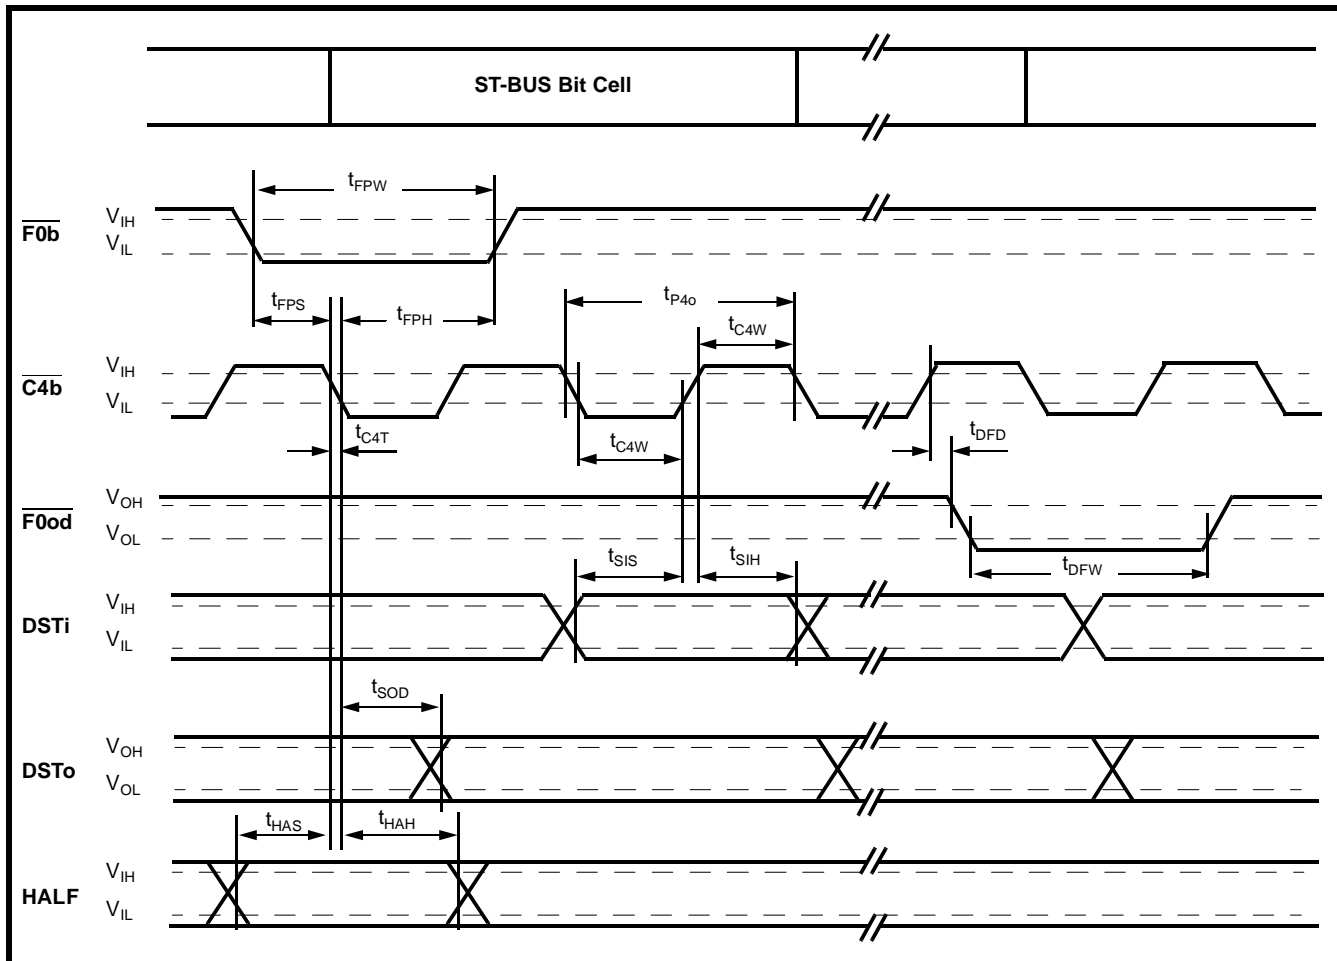 ST-BUS Bit Cell
tFPW
F0b
VIH
VIL
tFPS
tFPH
tP4o
tC4W
C4b
VIH
VIL
tC4T
tC4W
tDFD
F0od
VOH
VOL
tSIS
tSIH
tDFW
DSTi
VIH
VIL
tSOD
DSTo
VOH
VOL
tHAS
tHAH
HALF
VIH
VIL